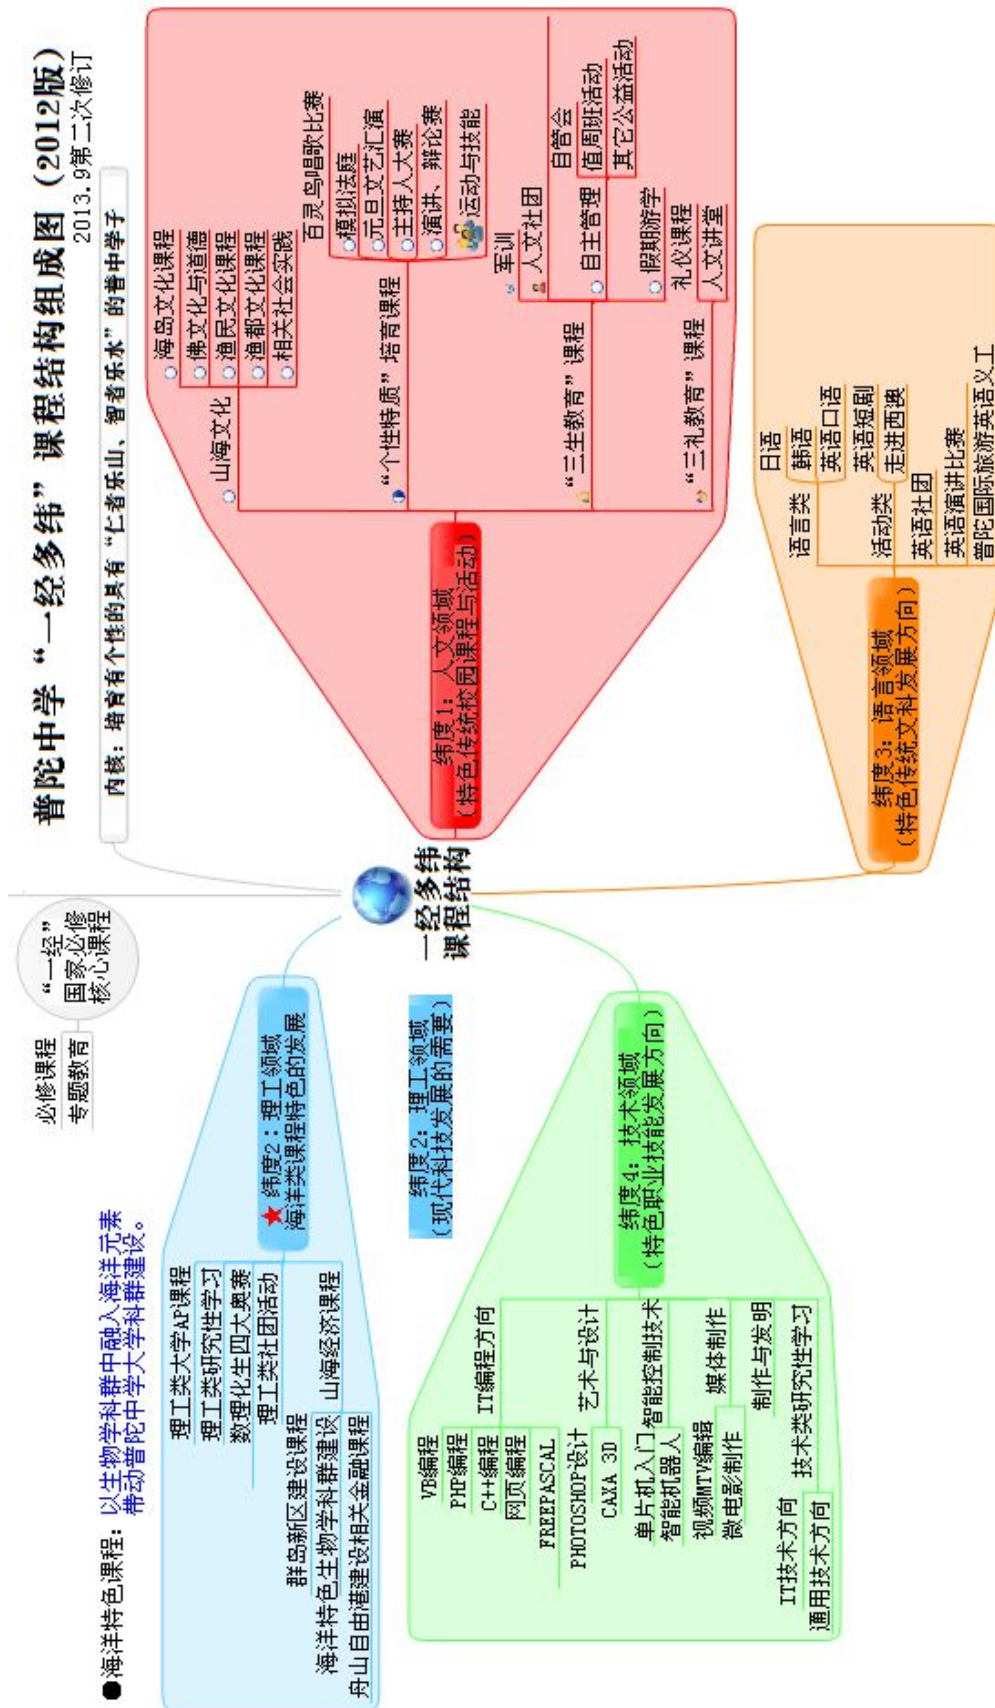 普陀中学“一经多纬”课程结构组成图(2012版)
2013.9第二次修订
内核：培育有个性的具有“仁者乐山、智者乐水”的普中学子
“一经”
国家必修
核心课程
必修课程
专题教育
●海洋特色课程：以生物学科群中融入海洋元素
带动普陀中学大学科群建设。
一经多纬
课程结构
纬度1：人文领域
(特色传统校园课程与活动)
山海文化
海岛文化课程
佛文化与道德
渔民文化课程
渔都文化课程
相关社会实践
“个性特质”培育课程
百灵鸟唱歌比赛
模拟法庭
元旦文艺汇演
主持人大赛
演讲、辩论赛
运动与技能
“三生教育”课程
军训
人文社团
自主管理
自管会
值周班活动
其它公益活动
假期游学
“三礼教育”课程
礼仪课程
人文讲堂
纬度2：理工领域
海洋类课程特色的发展
理工类大学AP课程
理工类研究性学习
数理化生四大奥赛
理工类社团活动
山海经济课程
群岛新区建设课程
海洋特色生物学科群建设
舟山自由港建设相关金融课程
纬度2：理工领域
(现代科技发展的需要)
纬度3：语言领域
(特色传统文科发展方向)
语言类
日语
韩语
英语口语
活动类
英语短剧
走进西澳
英语社团
英语演讲比赛
普陀国际旅游英语义工
纬度4：技术领域
(特色职业技能发展方向)
IT编程方向
VB编程
PHP编程
C++编程
网页编程
FREEPASCAL
艺术与设计
PHOTOSHOP设计
CAXA 3D
智能控制技术
单片机入门
智能机器人
媒体制作
视频MTV编辑
微电影制作
制作与发明
技术类研究性学习
IT技术方向
通用技术方向